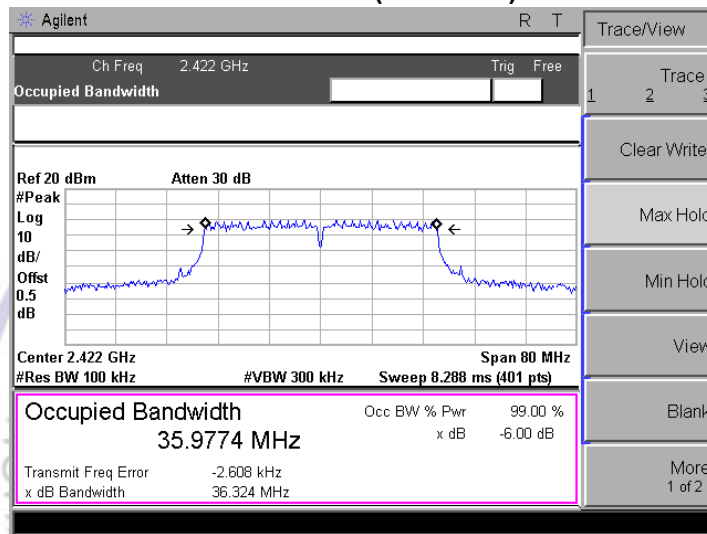 Agilent R T
Trace/View
Ch Freq 2.422 GHz Trig Free
Occupied Bandwidth
Trace
1 2 3
Clear Write
Max Hold
Min Hold
View
Blank
More
1 of 2
Ref 20 dBm Atten 30 dB
#Peak
Log
10
dB/
Offst
0.5
dB
Center 2.422 GHz Span 80 MHz
#Res BW 100 kHz #VBW 300 kHz Sweep 8.288 ms (401 pts)
Occupied Bandwidth
35.9774 MHz
Occ BW % Pwr 99.00 %
x dB -6.00 dB
Transmit Freq Error -2.608 kHz
x dB Bandwidth 36.324 MHz